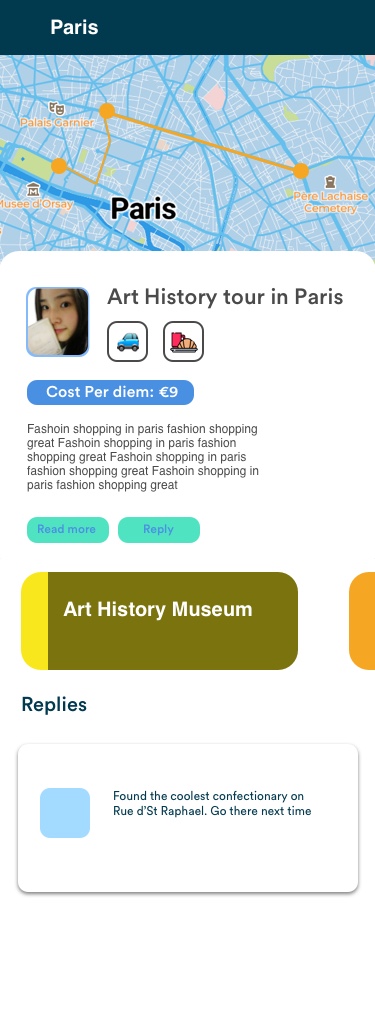 Paris
Palais Garnier
Musee d'Orsay
Paris
Père Lachaise
Cemetery
Art History tour in Paris
Cost Per diem: €9
Fashoin shopping in paris fashion shopping
great Fashoin shopping in paris fashion
shopping great Fashoin shopping in paris
fashion shopping great Fashoin shopping in
paris fashion shopping great
Read more
Reply
Art History Museum
Replies
Found the coolest confectionary on
Rue d'St Raphael. Go there next time